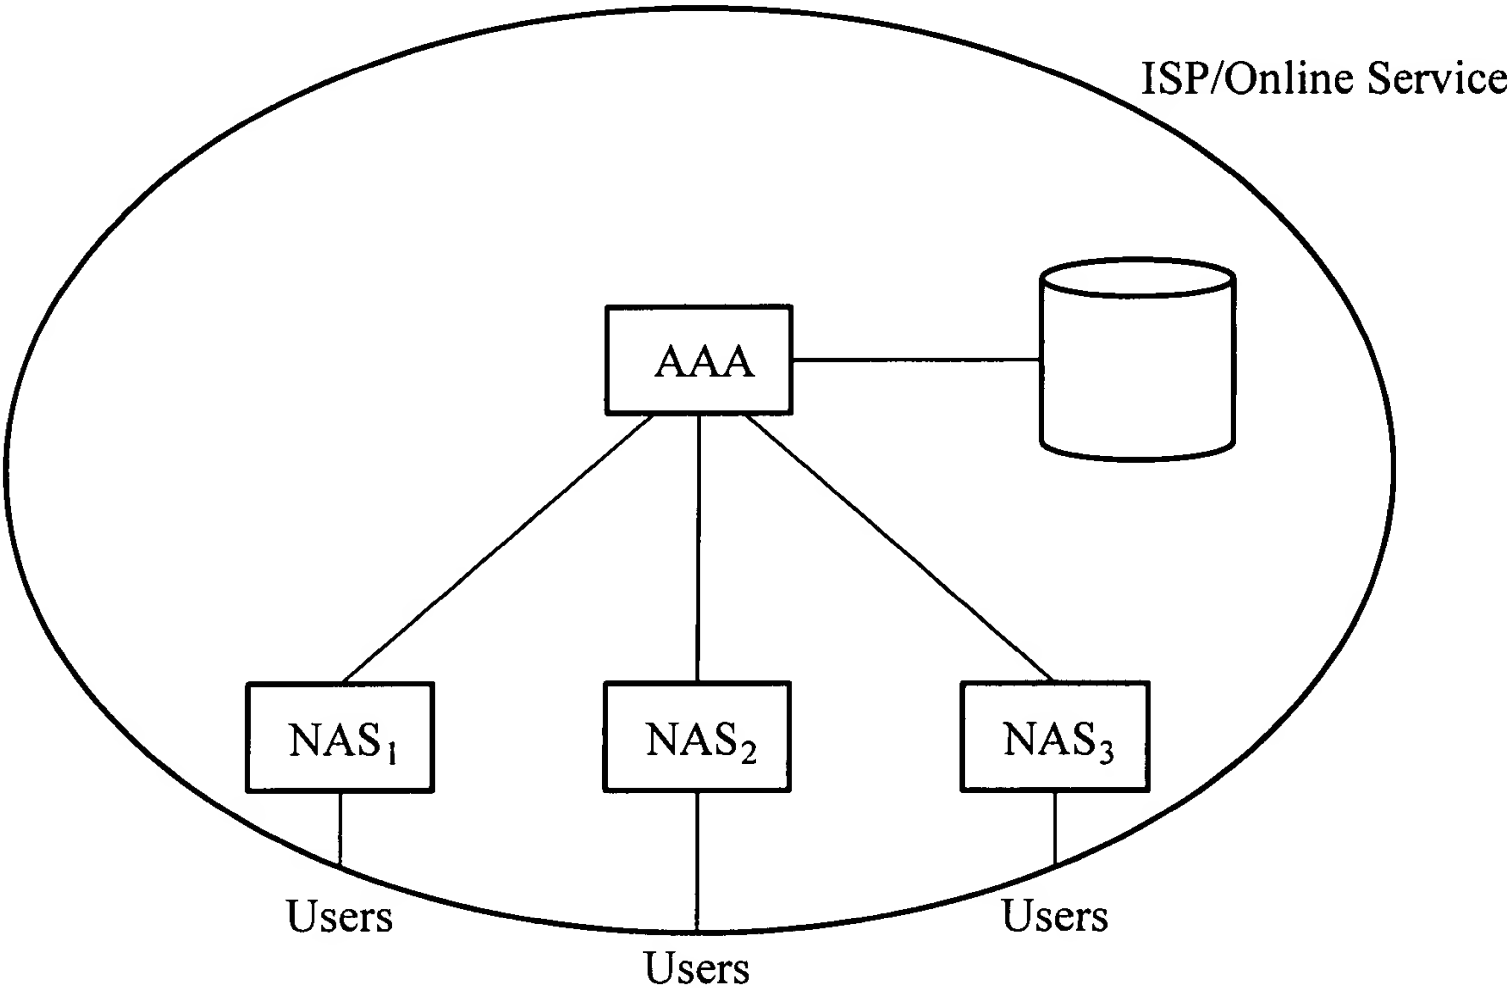 ISP/Online Service
AAA
NAS₁
NAS₂
NAS₃
Users
Users
Users